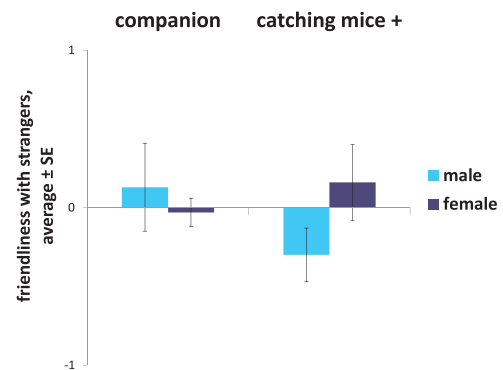 companion
catching mice +
friendliness with strangers,
average ± SE
1
0
-1
male
female